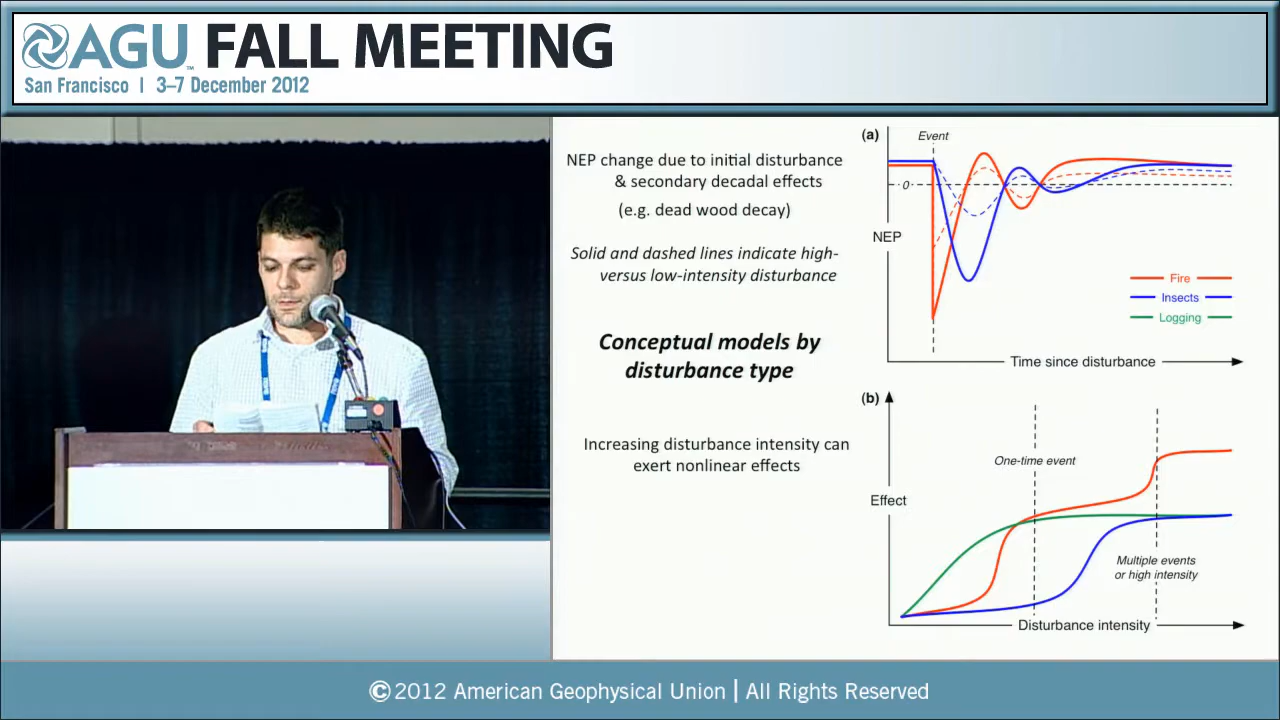 AGU™ FALL MEETING
San Francisco | 3–7 December 2012
NEP change due to initial disturbance
& secondary decadal effects
(e.g. dead wood decay)
Solid and dashed lines indicate high-
versus low-intensity disturbance
Conceptual models by
disturbance type
Increasing disturbance intensity can
exert nonlinear effects
(a)
Event
0
NEP
Fire
Insects
Logging
Time since disturbance
(b)
One-time event
Effect
Multiple events
or high intensity
Disturbance intensity
©2012 American Geophysical Union | All Rights Reserved